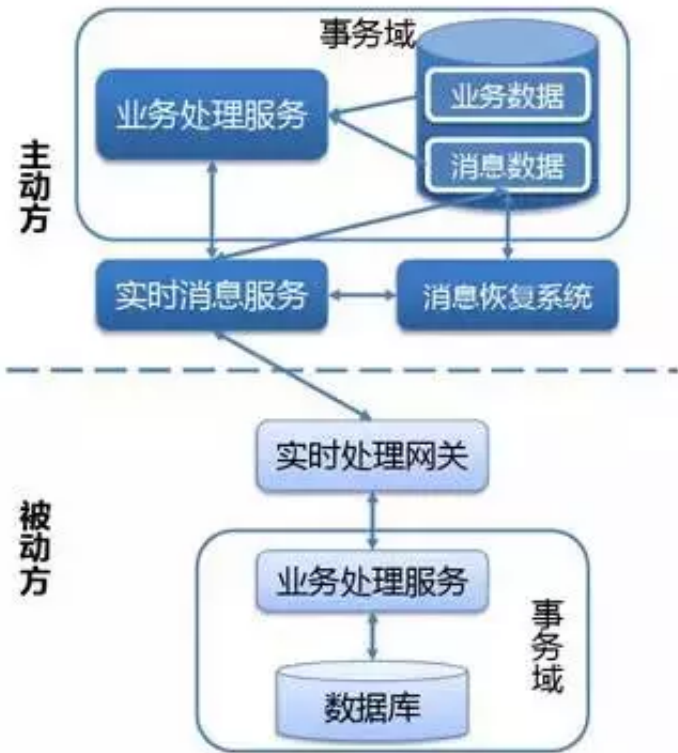 事务域
业务处理服务
业务数据
消息数据
主动方
实时消息服务
消息恢复系统
实时处理网关
被动方
业务处理服务
事务域
数据库